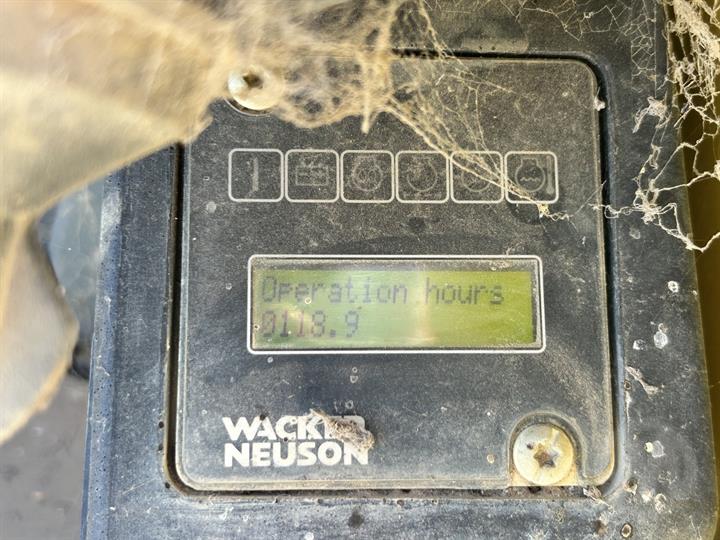 Operation hours
0118.9
WACKER
NEUSON